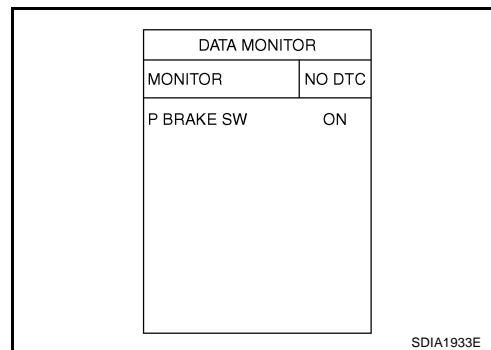 DATA MONITOR
MONITOR NO DTC
P BRAKE SW ON
SDIA1933E